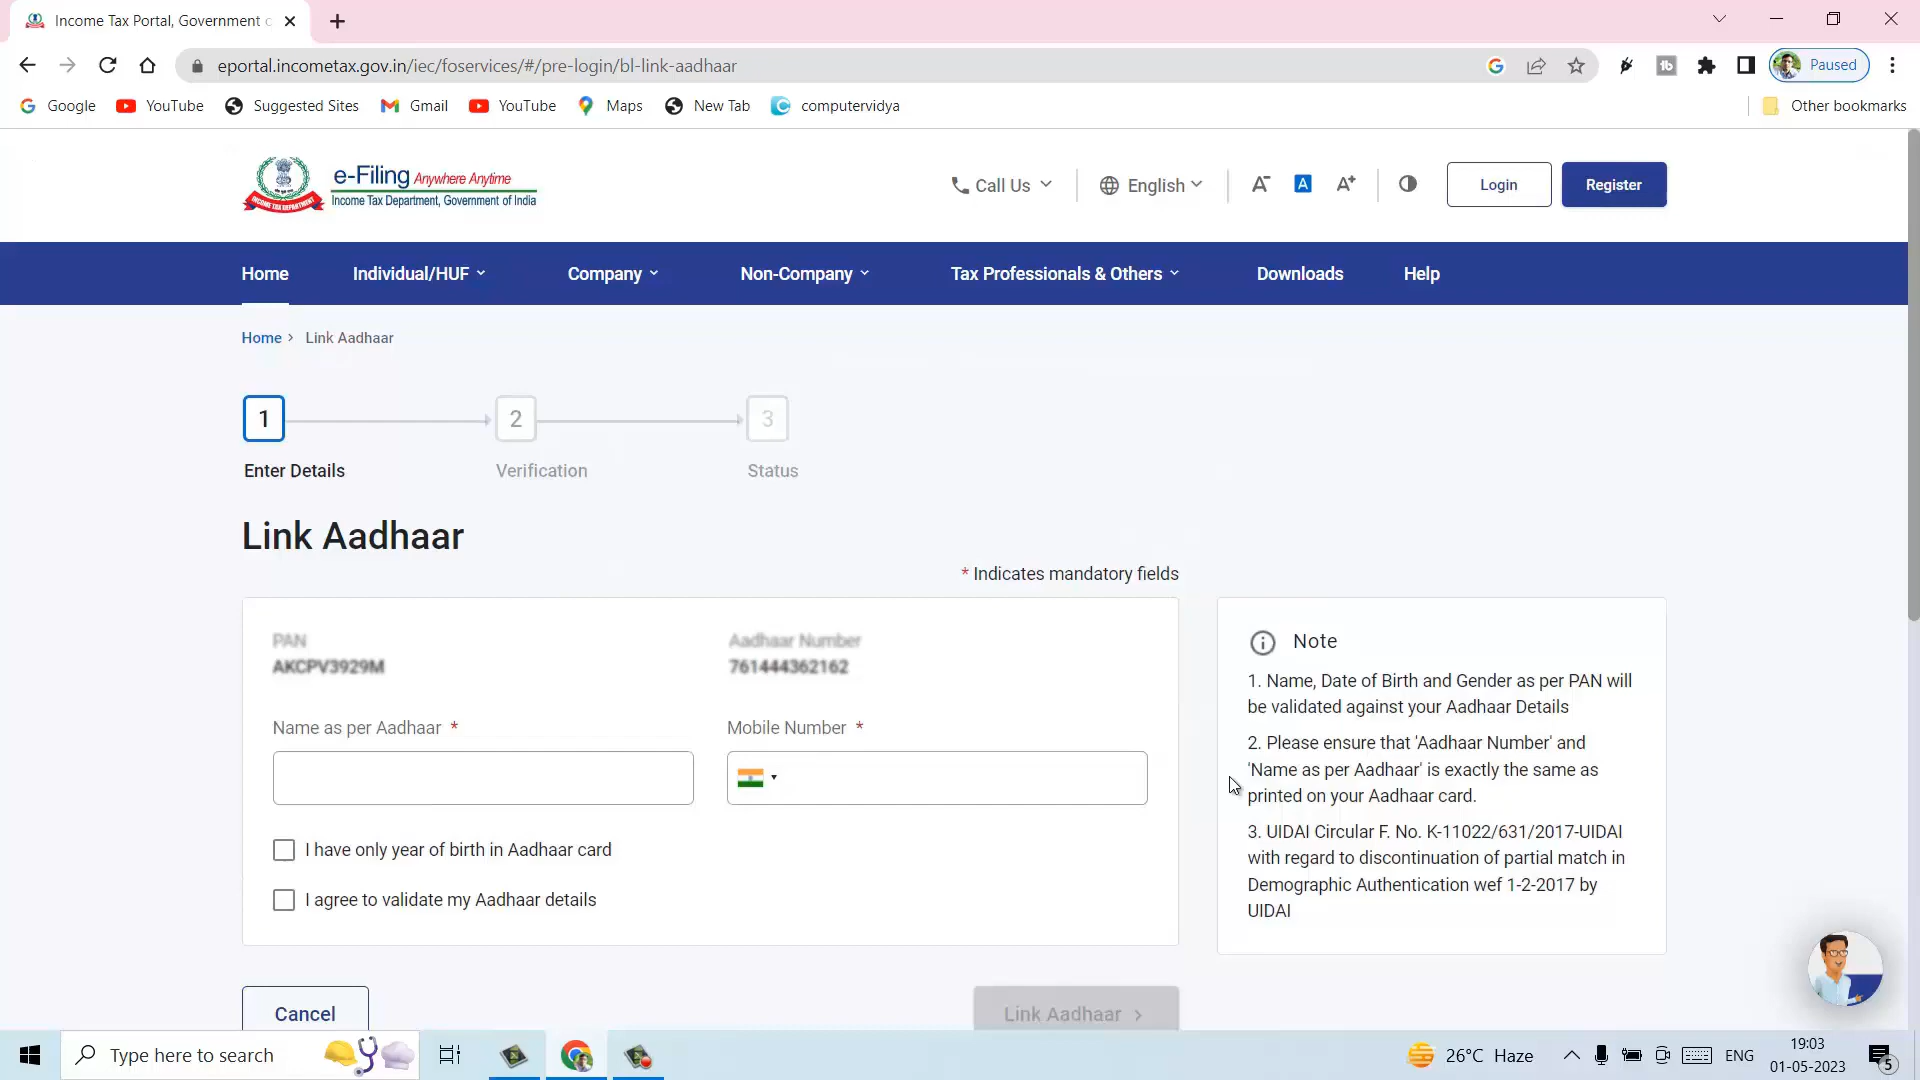 Income Tax Portal, Government
eportal.incometax.gov.in/iec/foservices/#/pre-login/bl-link-aadhaar
Paused
Google YouTube Suggested Sites Gmail YouTube Maps New Tab computervidya Other bookmarks
e-Filing Anywhere Anytime
Income Tax Department, Government of India
INCOME TAX DEPARTMENT
Call Us English A- A A+ Login Register
Home Individual/HUF Company Non-Company Tax Professionals & Others Downloads Help
Home > Link Aadhaar
1 2 3
Enter Details Verification Status
Link Aadhaar
* Indicates mandatory fields
PAN Aadhaar Number
Name as per Aadhaar * Mobile Number *
I have only year of birth in Aadhaar card
I agree to validate my Aadhaar details
Note
1. Name, Date of Birth and Gender as per PAN will
be validated against your Aadhaar Details
2. Please ensure that 'Aadhaar Number' and
'Name as per Aadhaar' is exactly the same as
printed on your Aadhaar card.
3. UIDAI Circular F. No. K-11022/631/2017-UIDAI
with regard to discontinuation of partial match in
Demographic Authentication wef 1-2-2017 by
UIDAI
Cancel Link Aadhaar >
Type here to search
26°C Haze ENG
19:03
01-05-2023
5